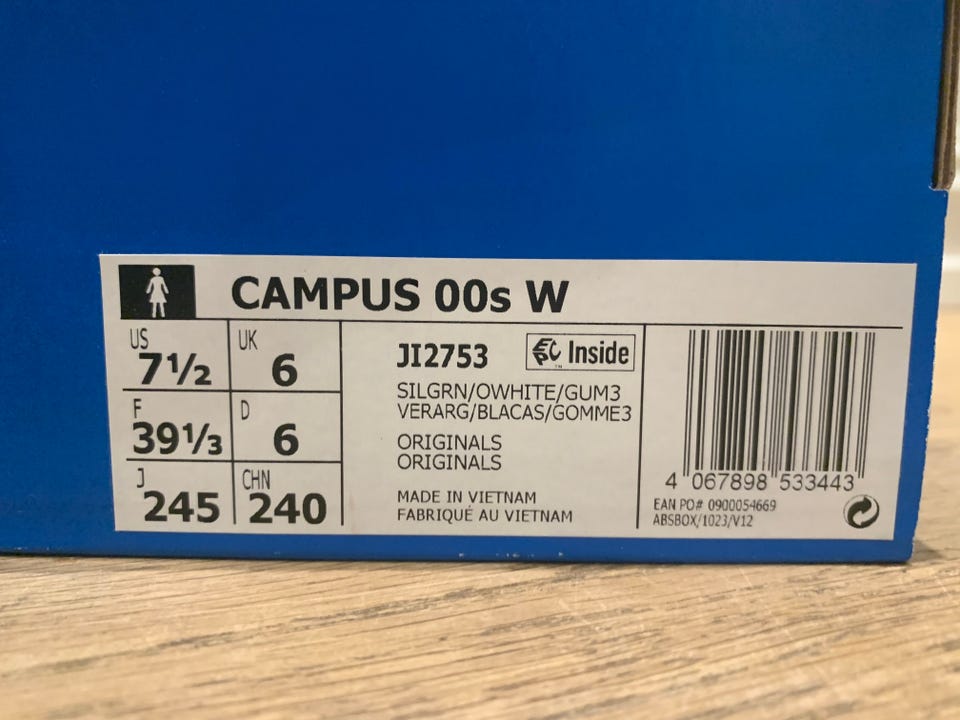 CAMPUS 00s W
US
7½
UK
6
F
39⅓
D
6
J
245
CHN
240
JI2753
Inside
TM
SILGRN/OWHITE/GUM3
VERARG/BLACAS/GOMME3
ORIGINALS
ORIGINALS
MADE IN VIETNAM
FABRIQUÉ AU VIETNAM
4 067898 533443
EAN PO# 0900054669
ABSBOX/1023/V12